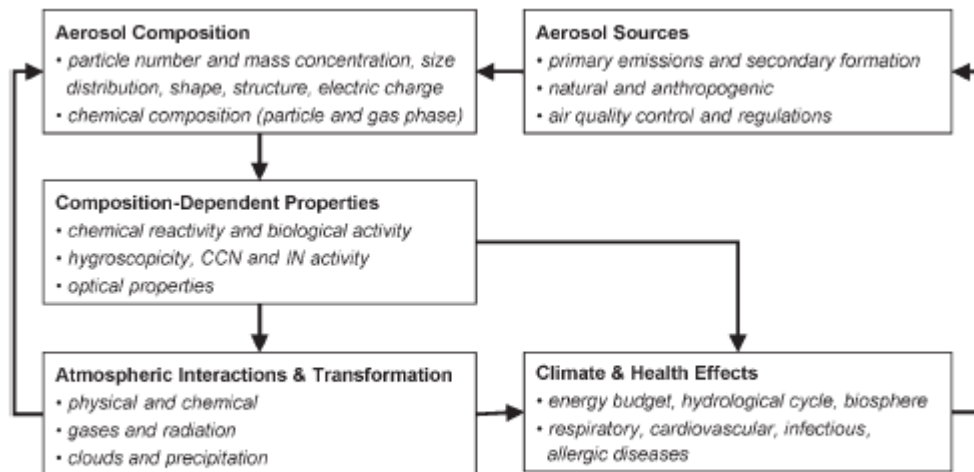 Aerosol Composition
• particle number and mass concentration, size
distribution, shape, structure, electric charge
• chemical composition (particle and gas phase)
Aerosol Sources
• primary emissions and secondary formation
• natural and anthropogenic
• air quality control and regulations
Composition-Dependent Properties
• chemical reactivity and biological activity
• hygroscopicity, CCN and IN activity
• optical properties
Atmospheric Interactions & Transformation
• physical and chemical
• gases and radiation
• clouds and precipitation
Climate & Health Effects
• energy budget, hydrological cycle, biosphere
• respiratory, cardiovascular, infectious,
allergic diseases